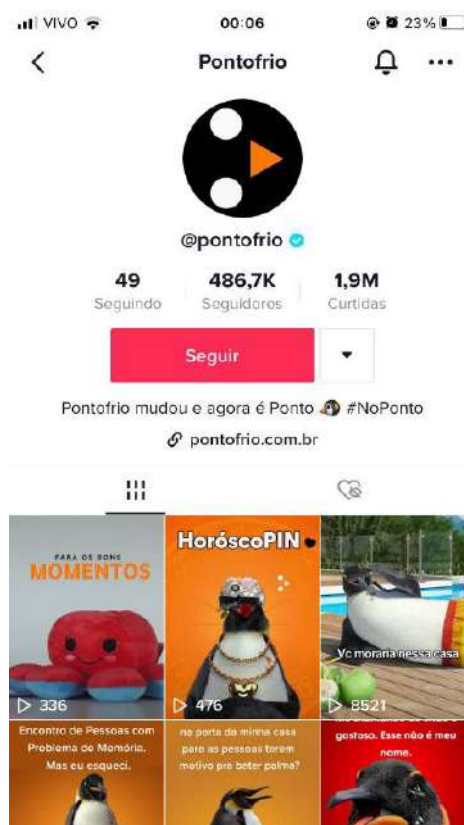 VIVO 00:06 23%
Pontofrio
@pontofrio
49 486,7K 1,9M
Seguindo Seguidores Curtidas
Seguir
Pontofrio mudou e agora é Ponto #NoPonto
pontofrio.com.br
PARA OS BONS
MOMENTOS
336
HoróscoPIN
476
Vc moraria nessa casa
8521
Encontro de Pessoas com
Problema de Memória.
Mas eu esqueci.
na porta da minha casa
para as pessoas terem
motivo pra bater palma?
gostoso. Esse não é meu
nome.